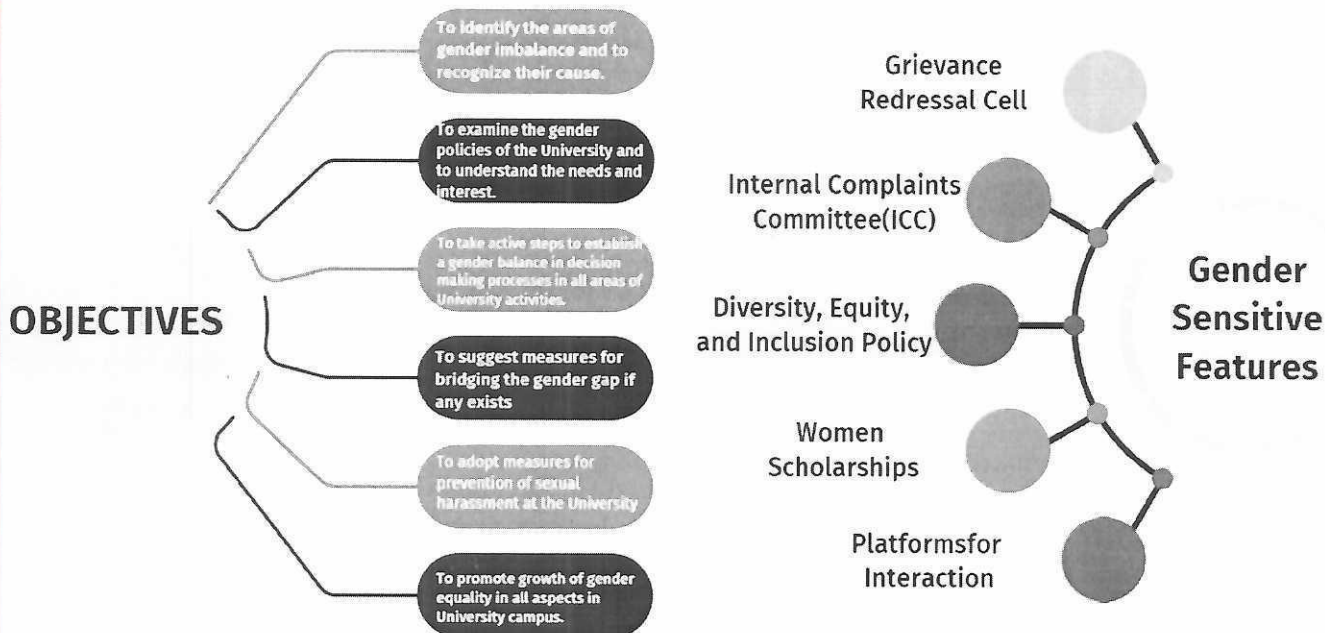 OBJECTIVES
To identify the areas of
gender imbalance and to
recognize their cause.
To examine the gender
policies of the University and
to understand the needs and
interest.
To take active steps to establish
a gender balance in decision
making processes in all areas of
University activities.
To suggest measures for
bridging the gender gap if
any exists
To adopt measures for
prevention of sexual
harassment at the University
To promote growth of gender
equality in all aspects in
University campus.
Grievance
Redressal Cell
Internal Complaints
Committee(ICC)
Diversity, Equity,
and Inclusion Policy
Women
Scholarships
Platformsfor
Interaction
Gender
Sensitive
Features